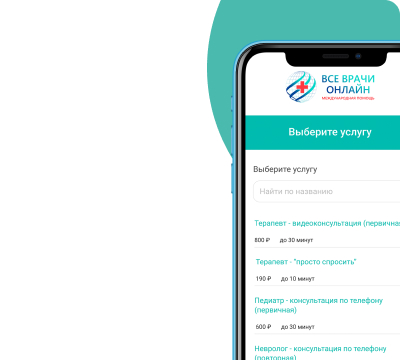 ВСЕ ВРАЧИ
ОНЛАЙН
МЕЖДУНАРОДНАЯ ПОМОЩЬ
Выберите услугу
Выберите услугу
Найти по названию
Терапевт - видеоконсультация (первичная
800 ₽ до 30 минут
Терапевт - "просто спросить"
190 ₽ до 10 минут
Педиатр - консультация по телефону
(первичная)
600 ₽ до 30 минут
Невролог - консультация по телефону
(повторная)